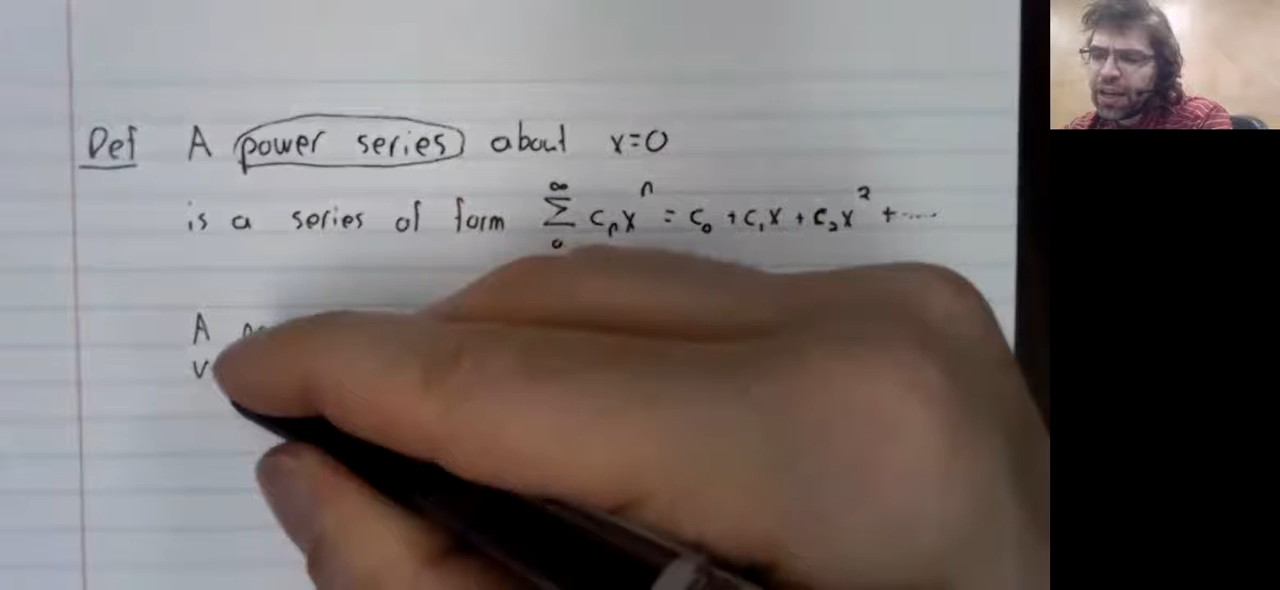 Def A power series about x=0
is a series of form ∞ Σ 0 cₙxⁿ = c₀ + c₁x + c₂x² + ....
A